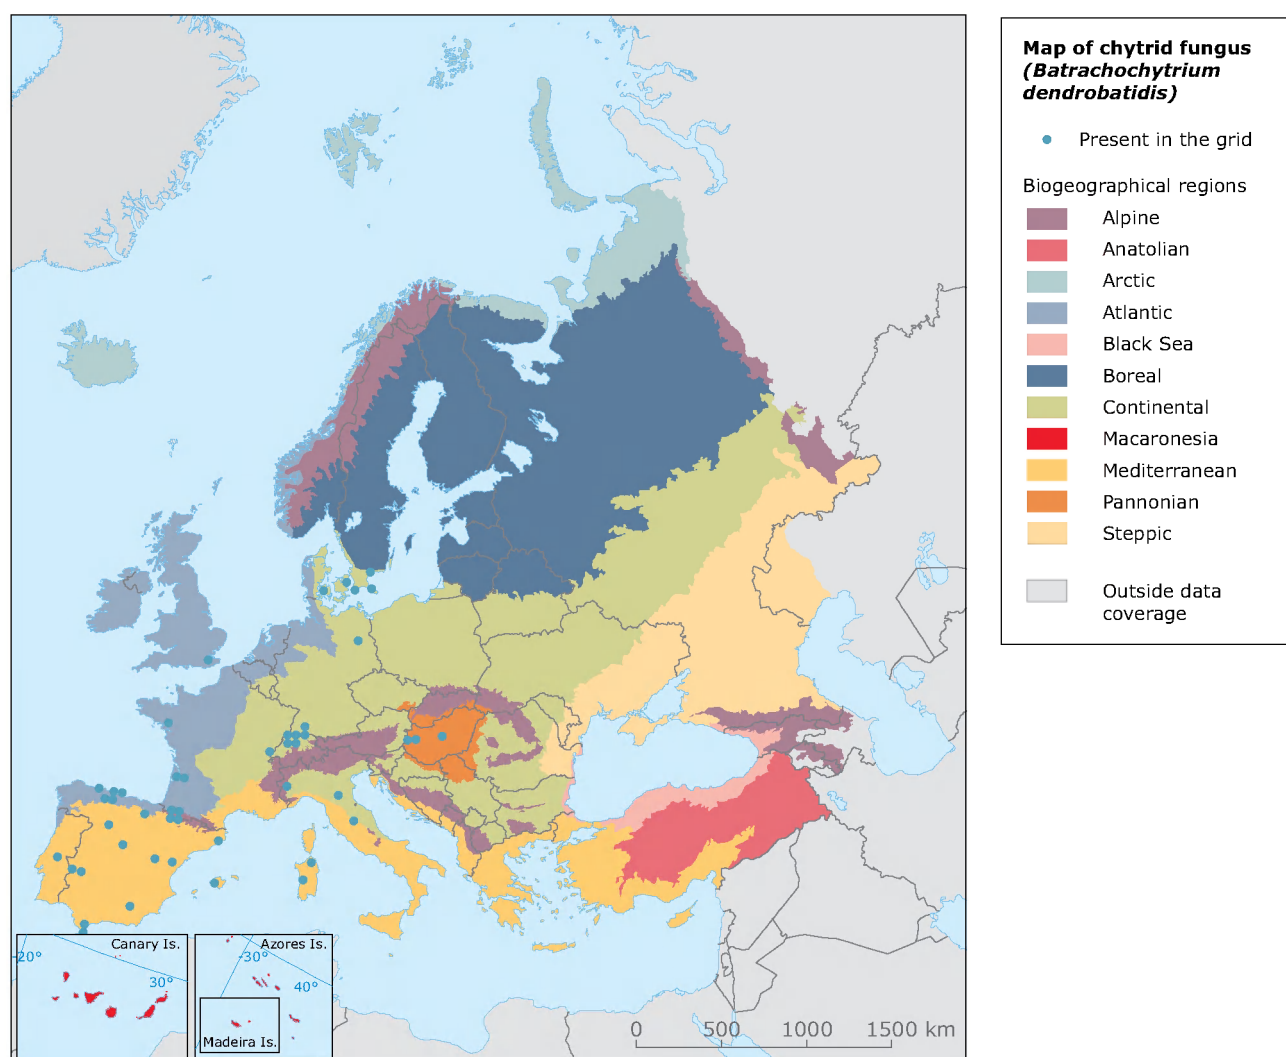 Map of chytrid fungus
(Batrachochytrium
dendrobatidis)
Present in the grid
Biogeographical regions
Alpine
Anatolian
Arctic
Atlantic
Black Sea
Boreal
Continental
Macaronesia
Mediterranean
Pannonian
Steppic
Outside data
coverage
Canary Is.
20°
30°
Azores Is.
-30°
40°
Madeira Is.
0 500 1000 1500 km